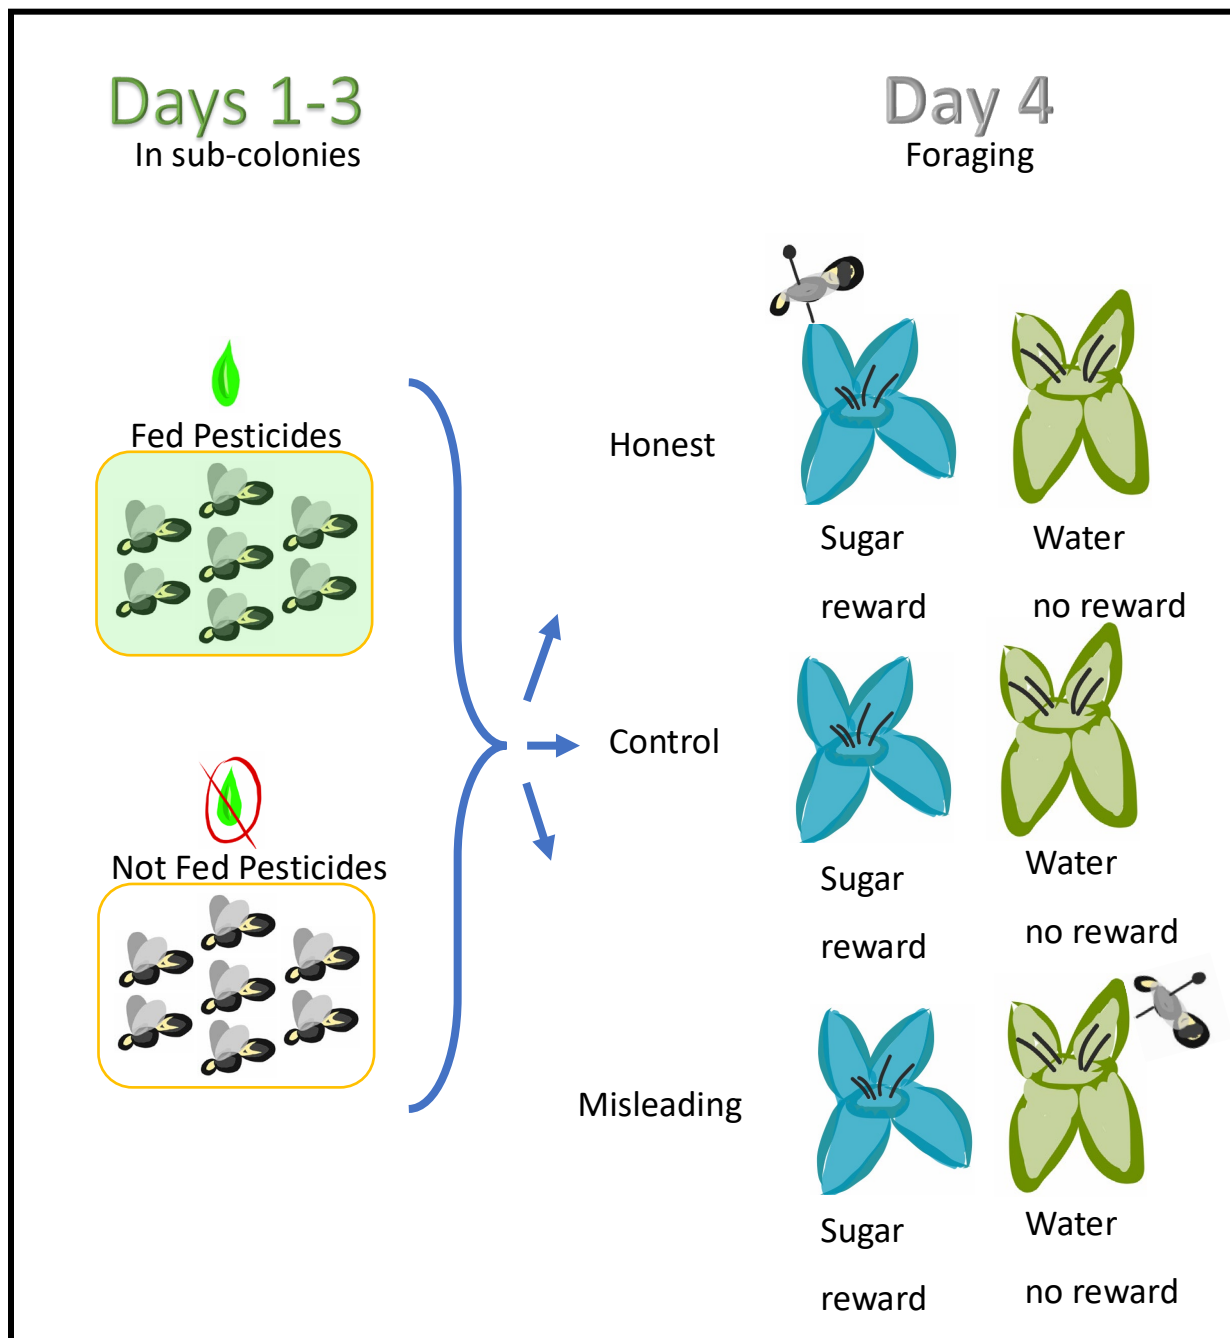 Days 1-3
In sub-colonies
Fed Pesticides
Not Fed Pesticides
Day 4
Foraging
Honest
Sugar
reward
Water
no reward
Control
Sugar
reward
Water
no reward
Misleading
Sugar
reward
Water
no reward